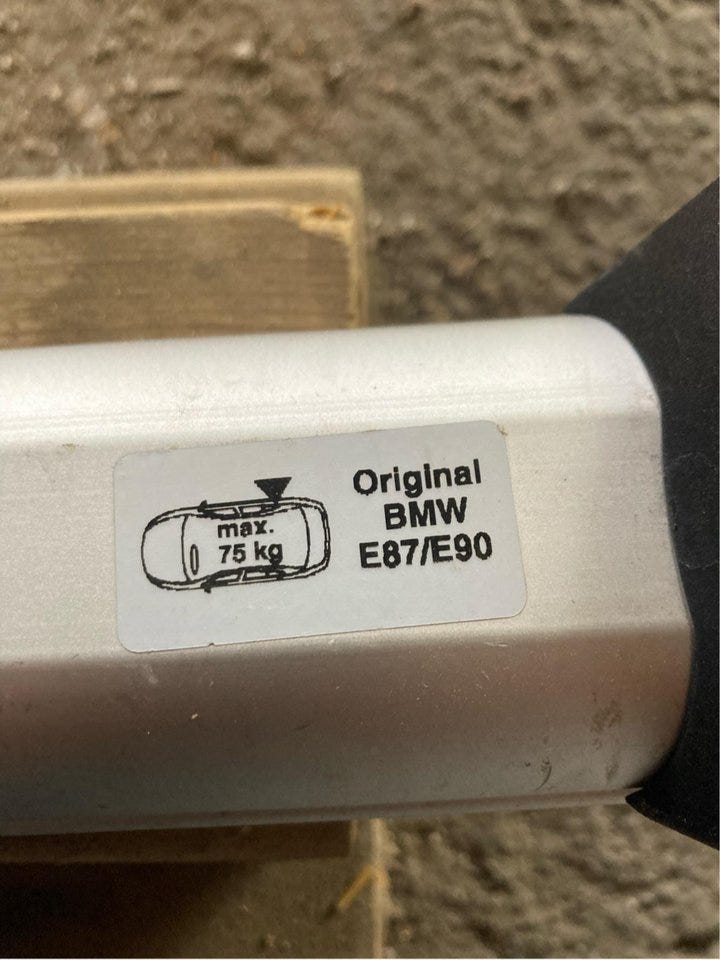 max.
75 kg
Original
BMW
E87/E90